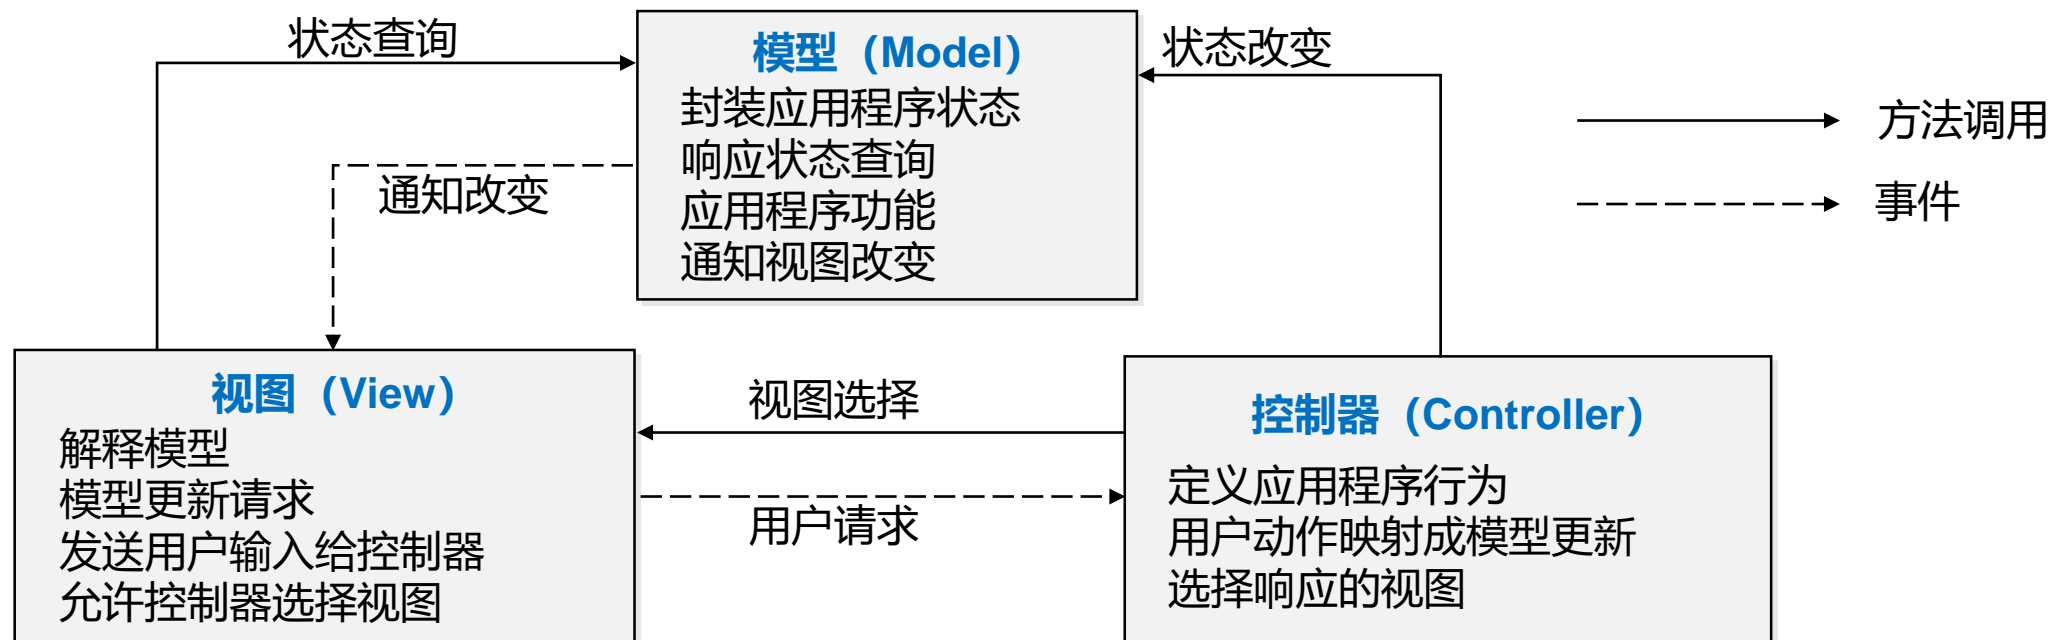 状态查询
模型（Model）
封装应用程序状态
响应状态查询
应用程序功能
通知视图改变
状态改变
方法调用
事件
通知改变
视图（View）
解释模型
模型更新请求
发送用户输入给控制器
允许控制器选择视图
视图选择
用户请求
控制器（Controller）
定义应用程序行为
用户动作映射成模型更新
选择响应的视图